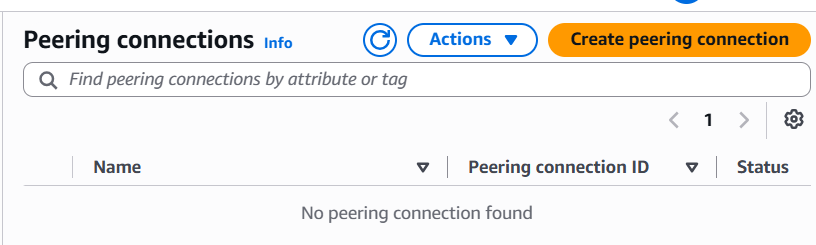 Peering connections Info Actions Create peering connection
Find peering connections by attribute or tag
1
Name Peering connection ID Status
No peering connection found